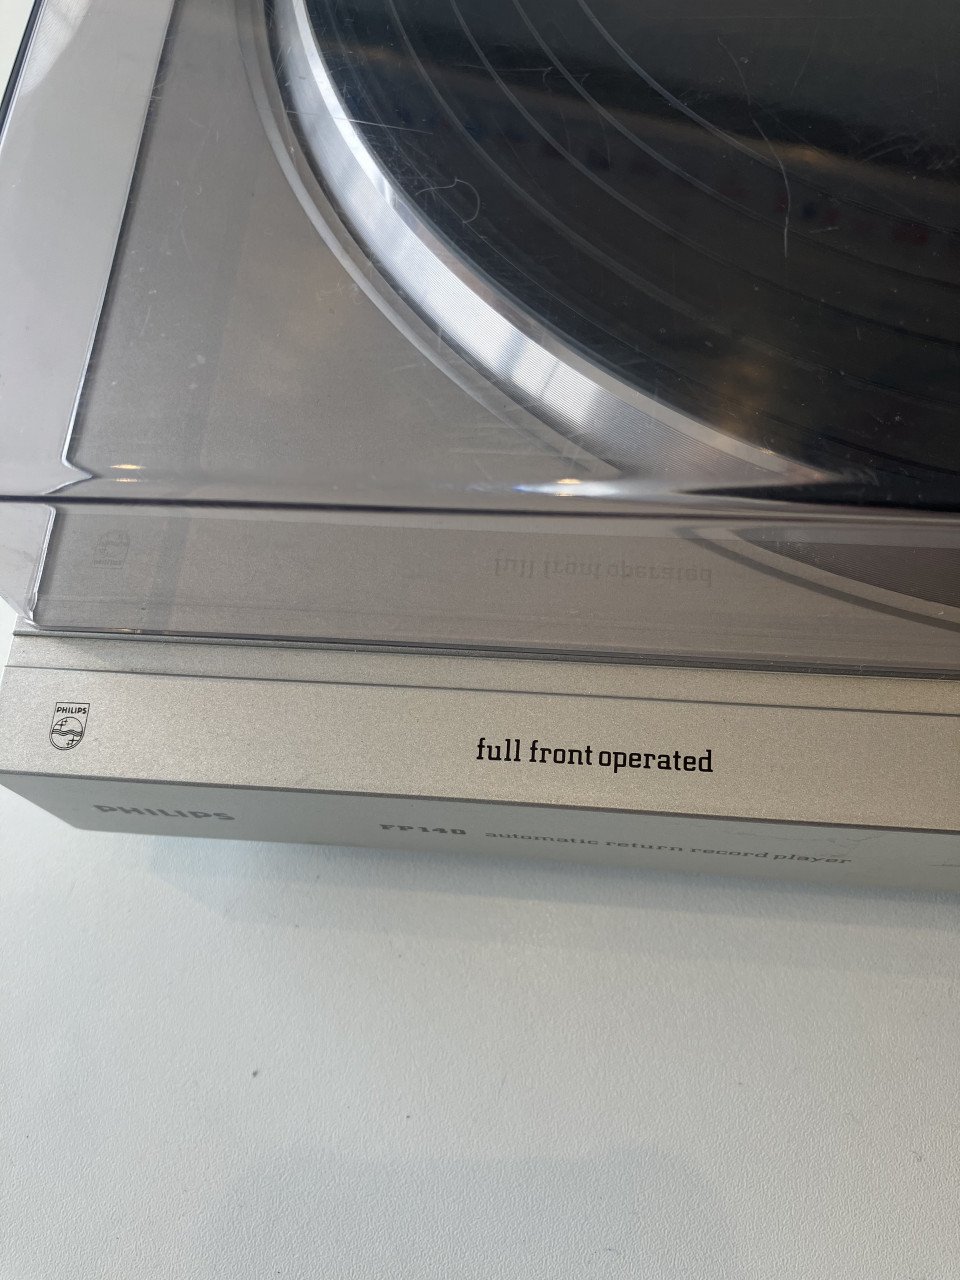 PHILIPS
full front operated
PHILIPS
FP140 automatic return record player